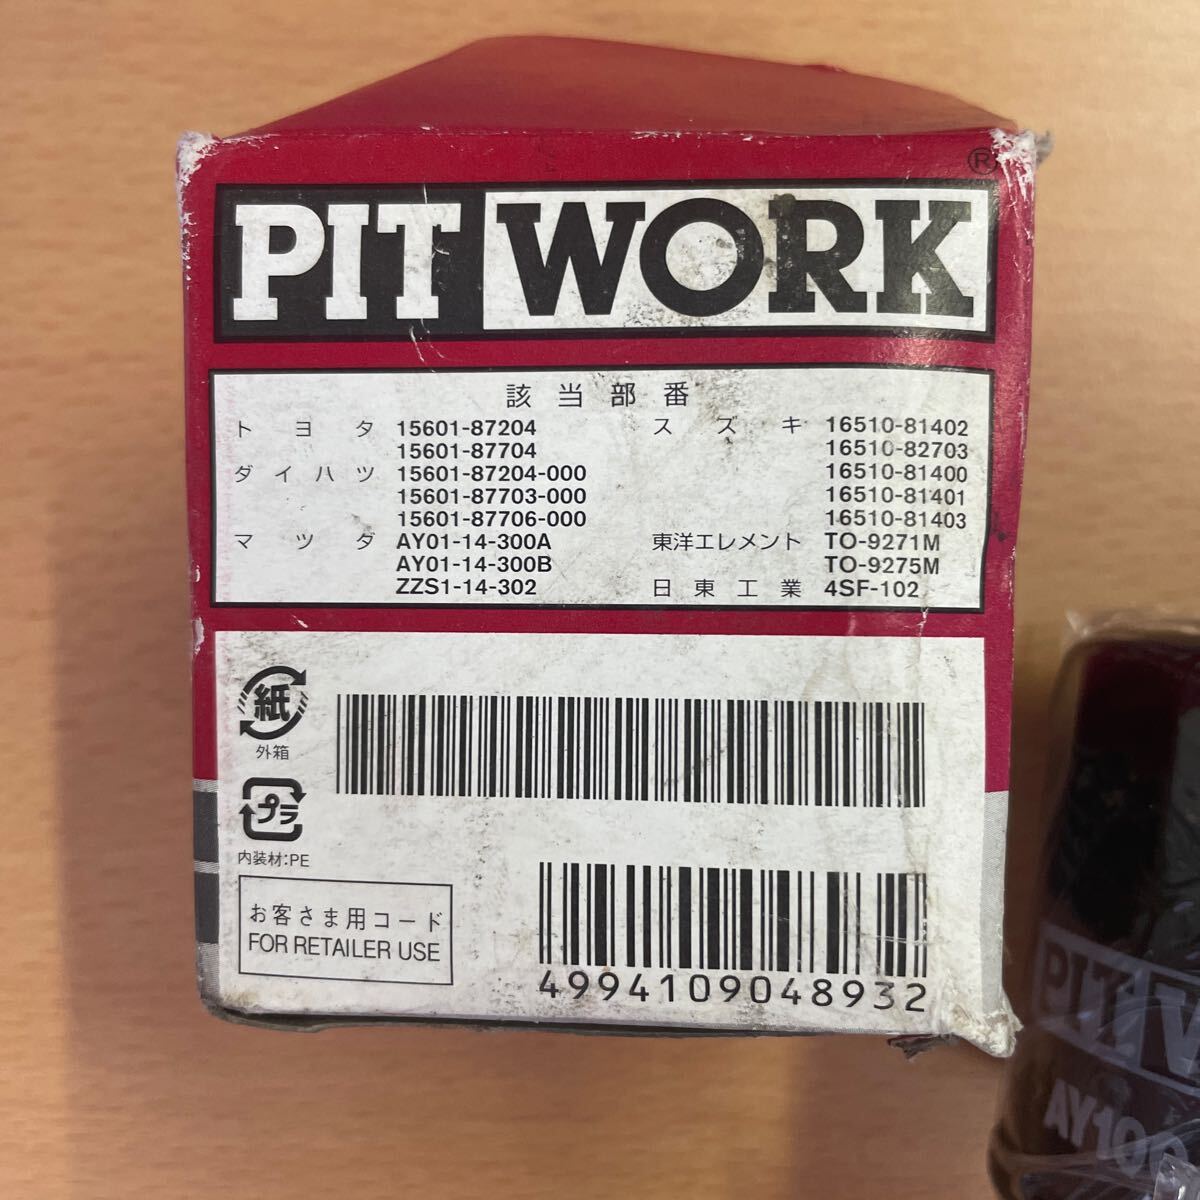 ®
PIT WORK
該当部番
トヨタ 15601-87204
15601-87704
ダイハツ 15601-87204-000
15601-87703-000
15601-87706-000
マツダ AY01-14-300A
AY01-14-300B
ZZS1-14-302
スズキ 16510-81402
16510-82703
16510-81400
16510-81401
16510-81403
東洋エレメント TO-9271M
TO-9275M
日東工業 4SF-102
紙
外箱
プラ
内装材:PE
お客さま用コード
FOR RETAILER USE
4994109048932
PIT W
AY100